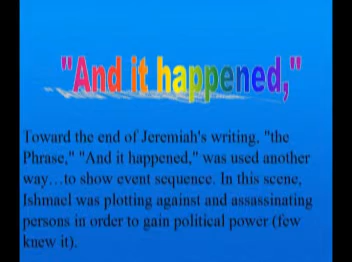 "And it happened,"
Toward the end of Jeremiah's writing, "the
Phrase," "And it happened," was used another
way…to show event sequence. In this scene,
Ishmael was plotting against and assassinating
persons in order to gain political power (few
knew it).